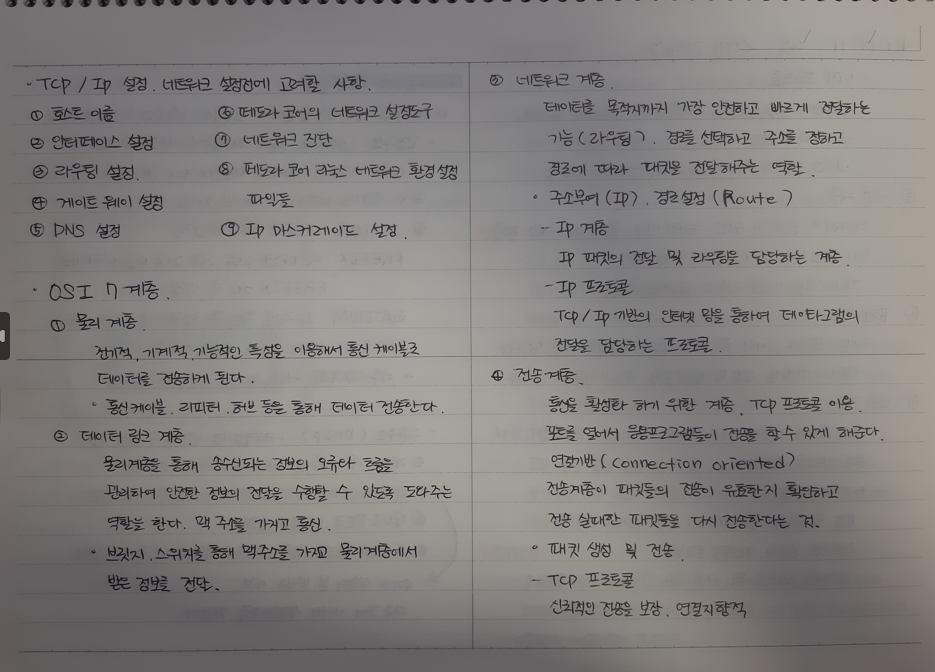 · TCP / Ip 설정. 네트워크 설정전에 고려할 사항.
① 호스트 이름
② 인터페이스 설정
③ 라우팅 설정.
④ 게이트 웨이 설정
⑤ DNS 설정
⑥ 페도라 코어의 네트워크 설정도구
⑦ 네트워크 진단
⑧ 페도라 코어 리눅스 네트워크 환경설정
파일들
⑨ Ip 마스커레이드 설정.
· OSI 7 계층.
① 물리 계층.
전기적, 기계적, 기능적인 특성을 이용해서 통신 케이블로
데이터를 전송하게 된다.
· 통신케이블. 리피터. 허브 등을 통해 데이터 전송한다.
② 데이터 링크 계층.
물리계층을 통해 송수신되는 정보의 오류와 흐름을
관리하여 안전한 정보의 전달을 수행할 수 있도록 도와주는
역할을 한다. 맥 주소를 가지고 통신.
· 브릿지. 스위치를 통해 맥주소를 가지고 물리계층에서
받은 정보를 전달.
③ 네트워크 계층.
데이터를 목적지까지 가장 안전하고 빠르게 전달하는
기능(라우팅). 경로를 선택하고 주소를 정하고
경로에 따라 패킷을 전달해주는 역할.
· 주소부여(IP). 경로설정(Route)
- IP 계층
IP 패킷의 전달 및 라우팅을 담당하는 계층.
- Ip 프로토콜
TCP/Ip 기반의 인터넷 망을 통하여 데이타그램의
전달을 담당하는 프로토콜.
④ 전송계층.
통신을 활성화 하기 위한 계층. TCP 프로토콜 이용.
포트를 열어서 응용프로그램들이 전송을 할 수 있게 해준다.
연결기반(connection oriented)
전송계층이 패킷들의 전송이 유효한지 확인하고
전송 실패한 패킷들을 다시 전송한다는 것.
· 패킷 생성 및 전송.
- TCP 프로토콜
신뢰적인 전송을 보장. 연결지향적